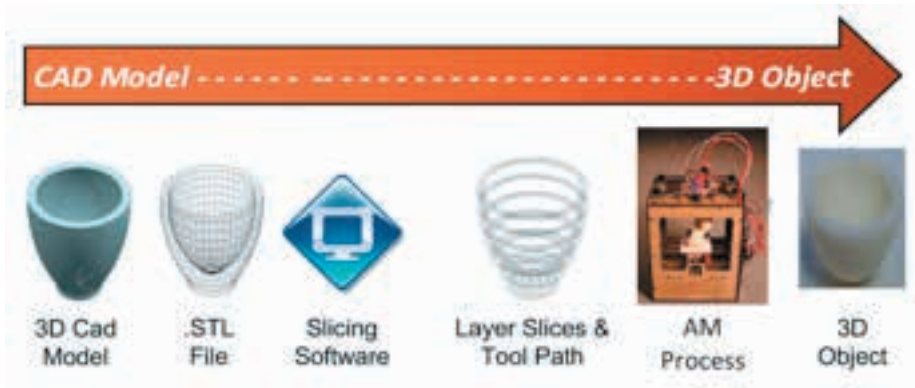 CAD Model - - - - - - - - - - - - - - - - - - - - - - - - - - - - - - -3D Object
3D Cad
Model
.STL
File
Slicing
Software
Layer Slices &
Tool Path
AM
Process
3D
Object